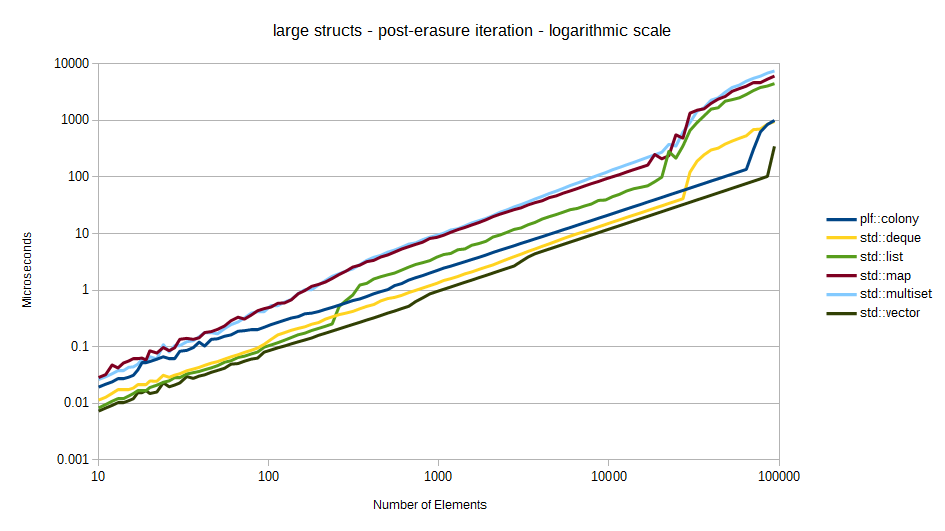 large structs - post-erasure iteration - logarithmic scale
10000
1000
100
10
1
0.1
0.01
0.001
Microseconds
10
100
1000
10000
100000
Number of Elements
plf::colony
std::deque
std::list
std::map
std::multiset
std::vector